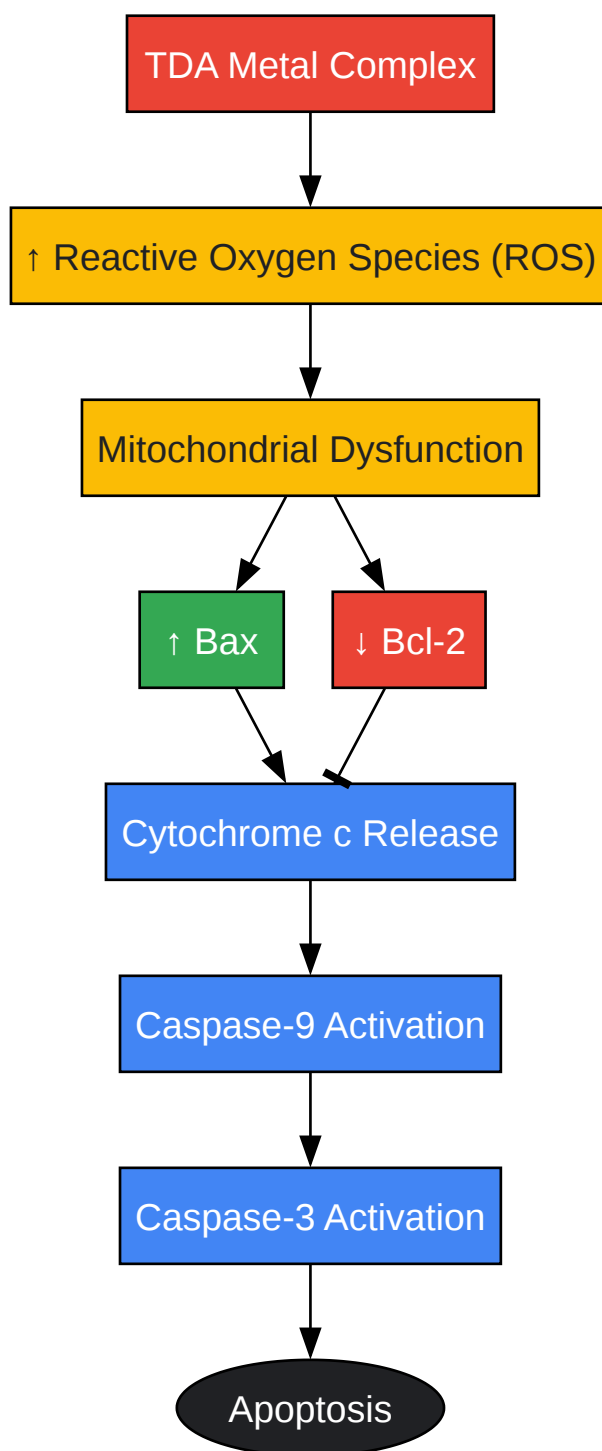 TDA Metal Complex
↑ Reactive Oxygen Species (ROS)
Mitochondrial Dysfunction
↑ Bax
↓ Bcl-2
Cytochrome c Release
Caspase-9 Activation
Caspase-3 Activation
Apoptosis